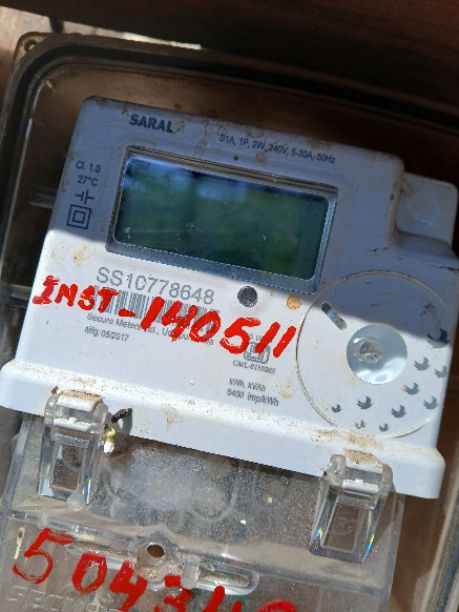 SARAL
S1A, 1P, 2W, 240V, 5-30A, 50Hz
Cl. 1.0
27°C
SS10778648
INST-140511
Secure Meters Ltd.,
Mfg:05/2017
kWh, kVAh
6400 imp/kWh